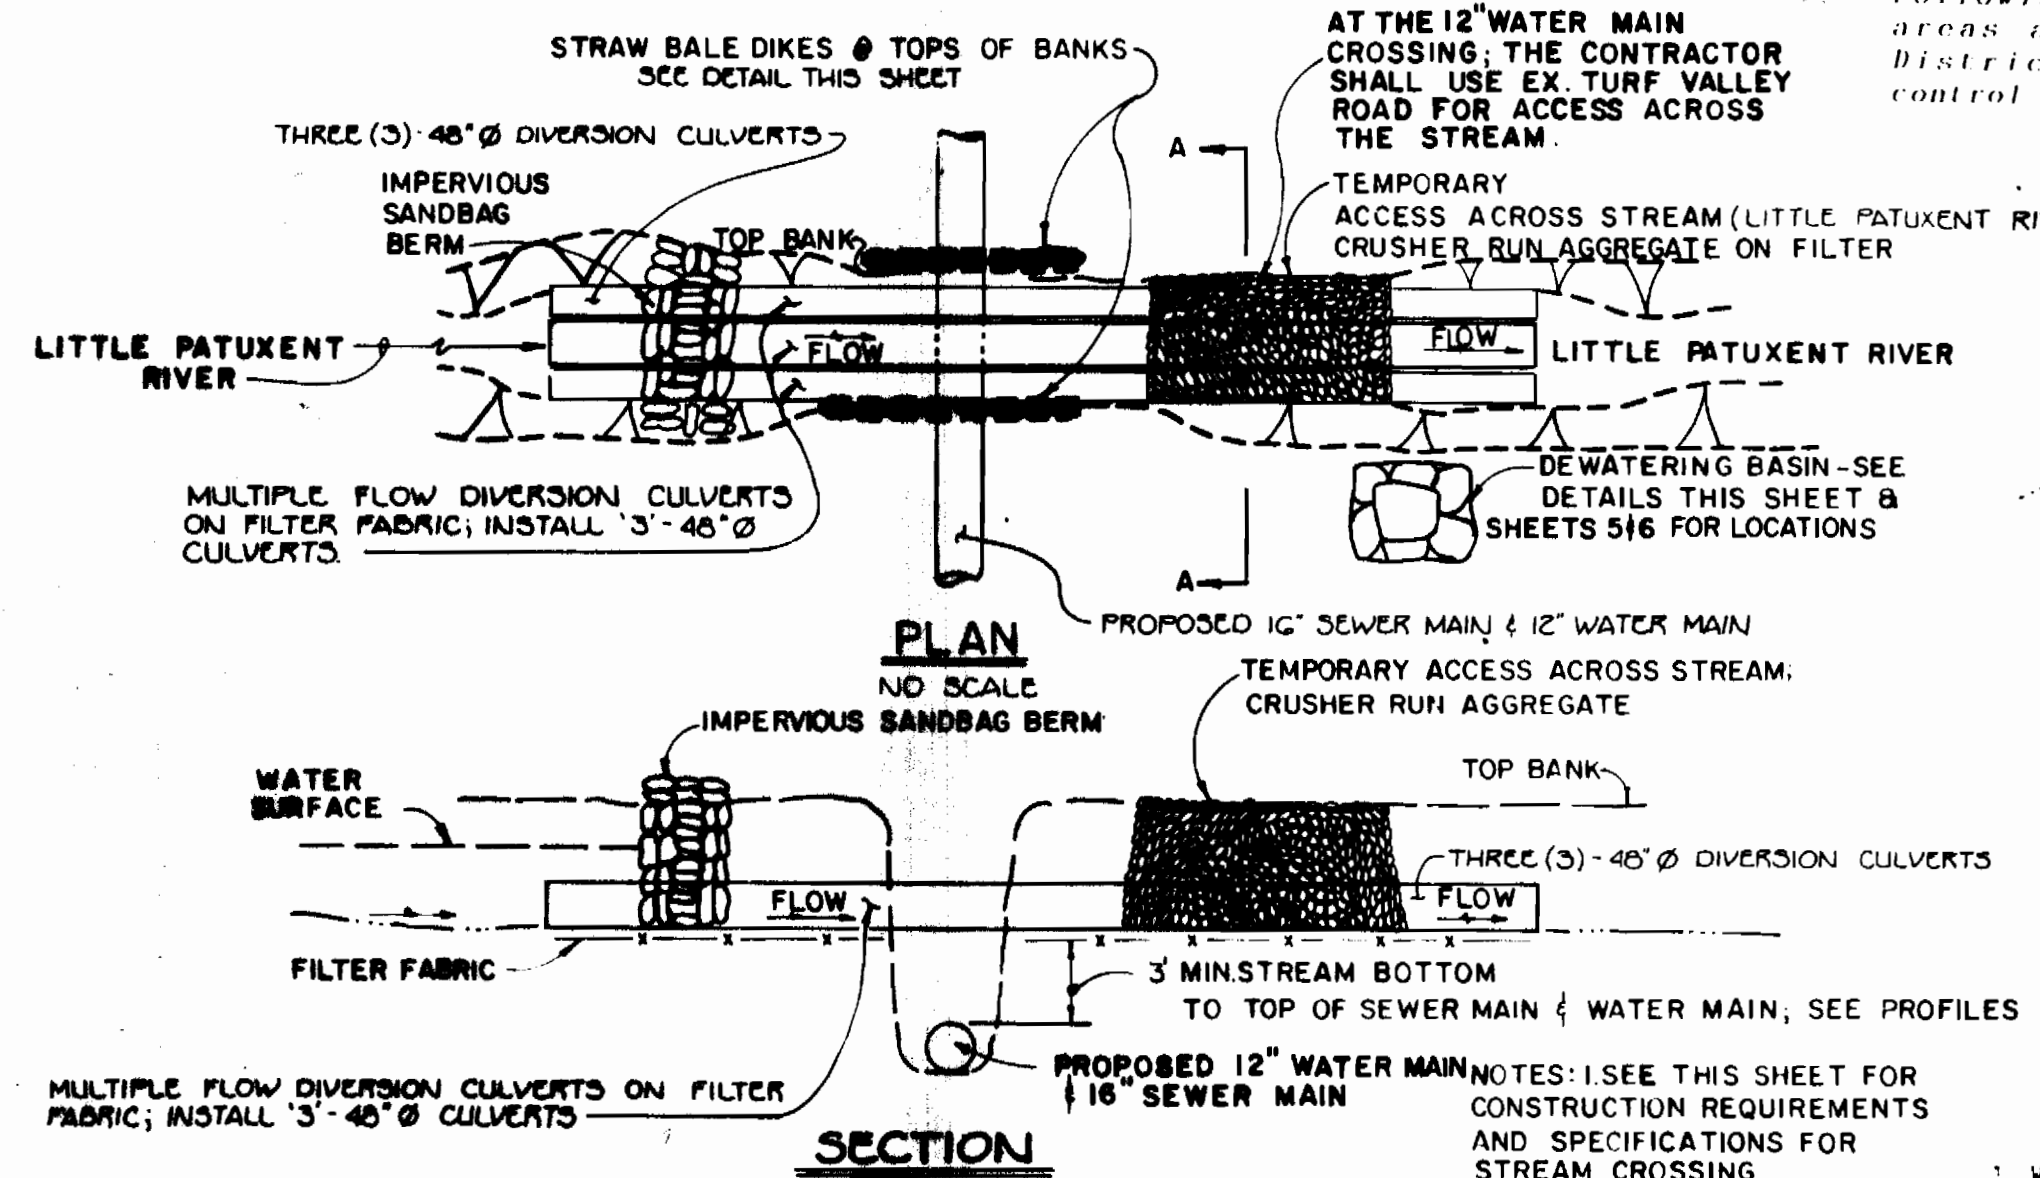 STRAW BALE DIKES @ TOPS OF BANKS
SEE DETAIL THIS SHEET
AT THE 12" WATER MAIN
CROSSING; THE CONTRACTOR
SHALL USE EX. TURF VALLEY
ROAD FOR ACCESS ACROSS
THE STREAM.
areas
control
THREE (3)-48"Ø DIVERSION CULVERTS
IMPERVIOUS
SANDBAG
BERM
TOP BANK
A
TEMPORARY
ACCESS ACROSS STREAM (LITTLE PATUXENT
CRUSHER RUN AGGREGATE ON FILTER
LITTLE PATUXENT
RIVER
FLOW
FLOW
LITTLE PATUXENT RIVER
MULTIPLE FLOW DIVERSION CULVERTS
ON FILTER FABRIC; INSTALL '3'-48"Ø
CULVERTS.
DEWATERING BASIN-SEE
DETAILS THIS SHEET &
SHEETS 5&6 FOR LOCATIONS
A
PROPOSED 16" SEWER MAIN & 12" WATER MAIN
PLAN
NO SCALE
TEMPORARY ACCESS ACROSS STREAM;
CRUSHER RUN AGGREGATE
IMPERVIOUS SANDBAG BERM
WATER
SURFACE
TOP BANK
THREE (3)-48"Ø DIVERSION CULVERTS
FLOW
FLOW
FILTER FABRIC
3' MIN. STREAM BOTTOM
TO TOP OF SEWER MAIN & WATER MAIN; SEE PROFILES
PROPOSED 12" WATER MAIN
& 16" SEWER MAIN
MULTIPLE FLOW DIVERSION CULVERTS ON FILTER
FABRIC; INSTALL '3'-48"Ø CULVERTS
SECTION
NOTES: 1. SEE THIS SHEET FOR
CONSTRUCTION REQUIREMENTS
AND SPECIFICATIONS FOR
STREAM CROSSING